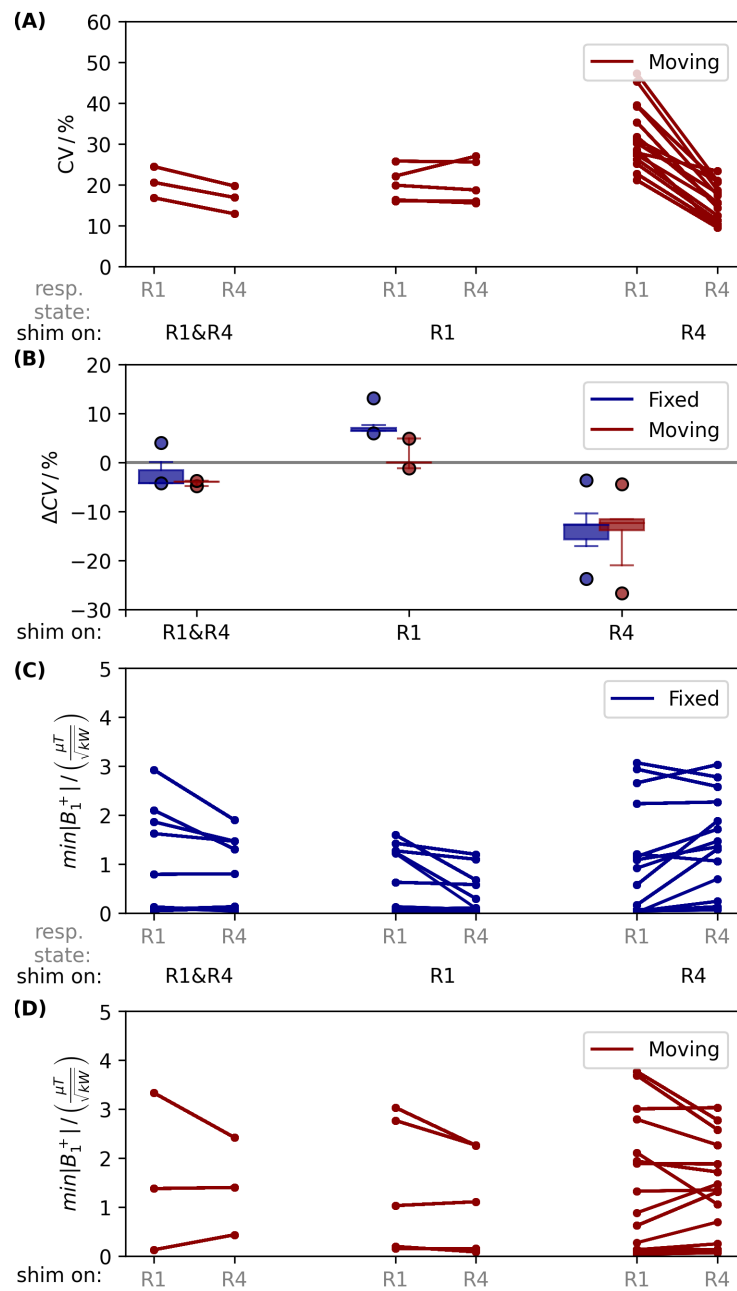 (A)
60
50
40
30
20
10
0
CV / %
Moving
resp.
state:
R1 R4 R1 R4 R1 R4
shim on: R1&R4 R1 R4
(B)
20
10
0
−10
−20
−30
ΔCV / %
Fixed
Moving
shim on: R1&R4 R1 R4
(C)
5
4
3
2
1
0
min|B₁⁺| / (μT/√kW)
Fixed
resp.
state:
R1 R4 R1 R4 R1 R4
shim on: R1&R4 R1 R4
(D)
5
4
3
2
1
0
min|B₁⁺| / (μT/√kW)
Moving
shim on: R1 R4 R1 R4 R1 R4